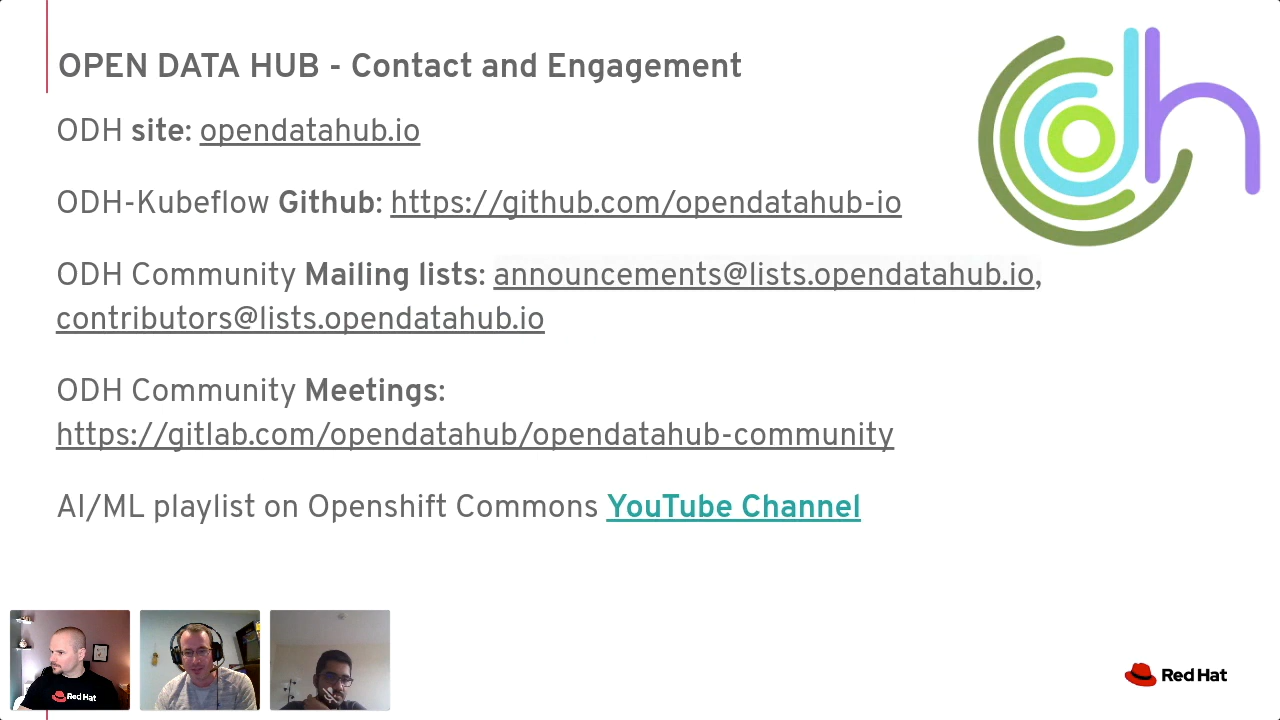 OPEN DATA HUB - Contact and Engagement
odh
ODH site: opendatahub.io
ODH-Kubeflow Github: https://github.com/opendatahub-io
ODH Community Mailing lists: announcements@lists.opendatahub.io,
contributors@lists.opendatahub.io
ODH Community Meetings:
https://gitlab.com/opendatahub/opendatahub-community
AI/ML playlist on Openshift Commons YouTube Channel
Red Hat
Red Hat